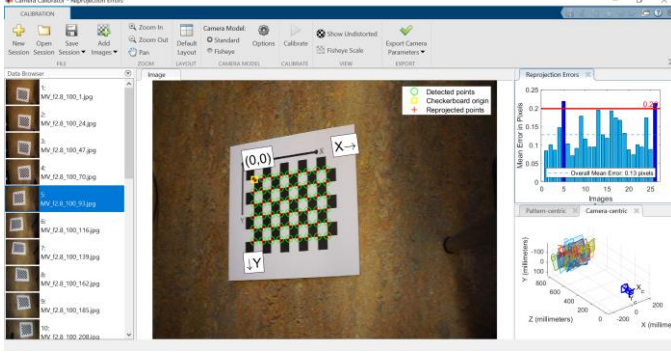 Camera Calibrator - Reprojection Errors
CALIBRATION
New Session
Open Session
Save Session
Add Images
Zoom In
Zoom Out
Pan
Default Layout
Camera Model:
Standard
Fisheye
Options
Calibrate
Show Undistorted
Fisheye Scale
Export Camera Parameters
FILE
ZOOM
LAYOUT
CAMERA MODEL
CALIBRATE
VIEW
EXPORT
Data Browser
1:
MV_f2.8_100_1.jpg
2:
MV_f2.8_100_24.jpg
3:
MV_f2.8_100_47.jpg
4:
MV_f2.8_100_70.jpg
5:
MV_f2.8_100_93.jpg
6:
MV_f2.8_100_116.jpg
7:
MV_f2.8_100_139.jpg
8:
MV_f2.8_100_162.jpg
9:
MV_f2.8_100_185.jpg
10:
MV_f2.8_100_208.jpg
Image
Detected points
Checkerboard origin
Reprojected points
(0,0)
X→
↓Y
Reprojection Errors
0.25
0.2
0.15
0.1
0.05
0
Mean Error in Pixels
Overall Mean Error: 0.13 pixels
0 5 10 15 20 25
Images
Pattern-centric
Camera-centric
Y (millimeters)
-100
0
100
800
600
400
200
0
Z (millimeters)
-200
0
200
X (millime